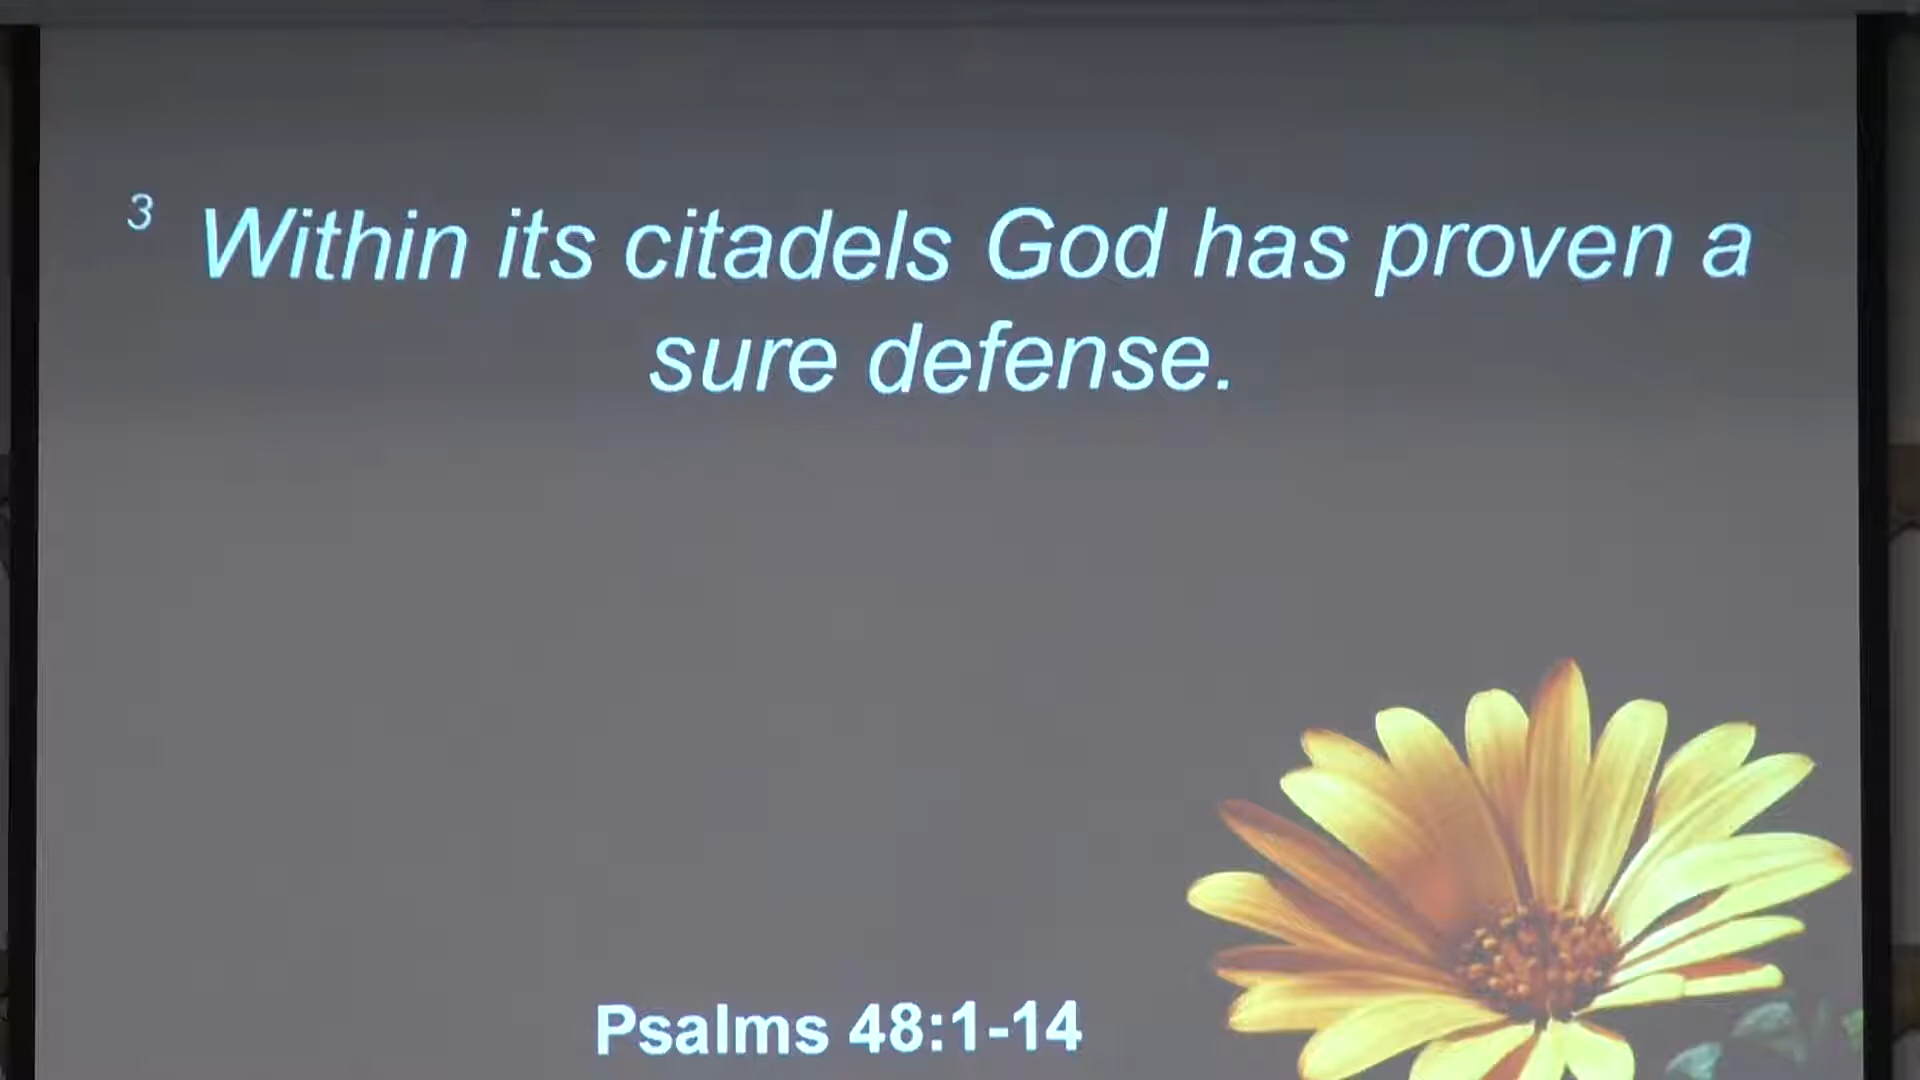 3 Within its citadels God has proven a
sure defense.
Psalms 48:1-14